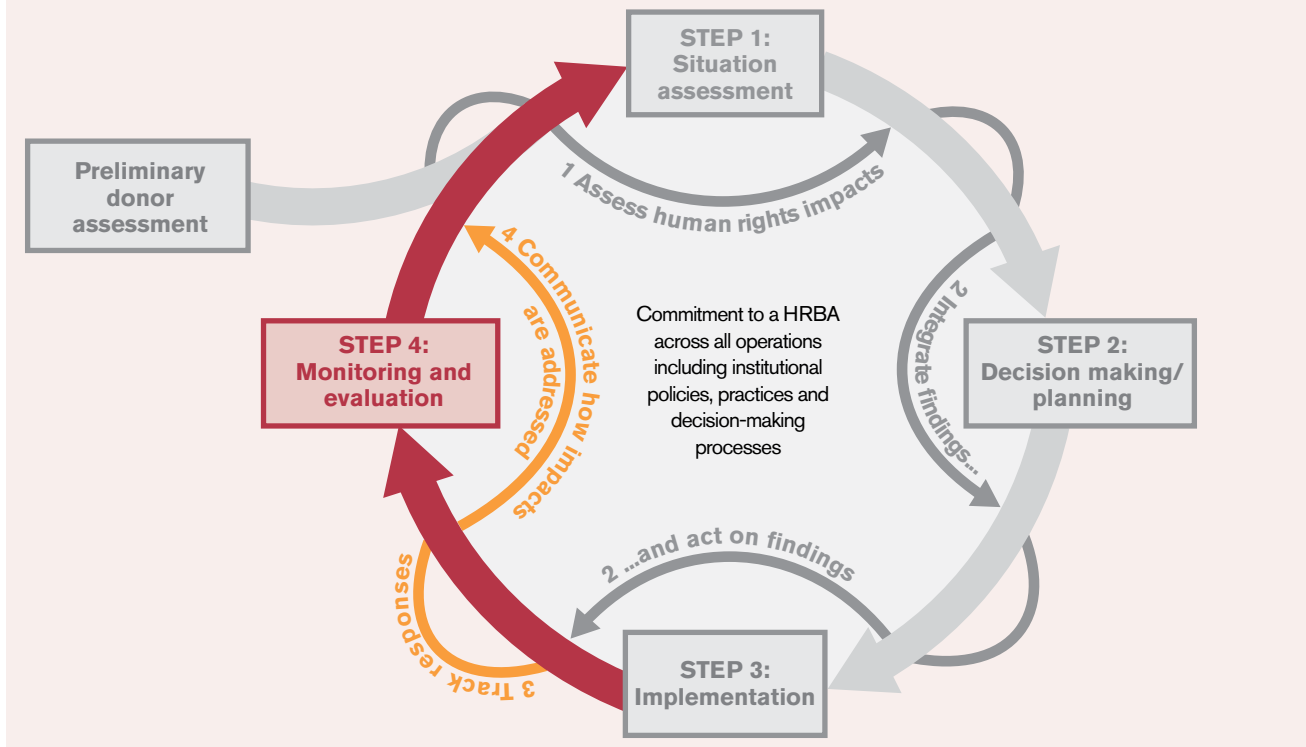 STEP 1:
Situation
assessment
Preliminary
donor
assessment
1 Assess human rights impacts
4 Communicate how impacts
are addressed
Commitment to a HRBA
across all operations
including institutional
policies, practices and
decision-making
processes
2 Integrate findings...
STEP 4:
Monitoring and
evaluation
STEP 2:
Decision making/
planning
2 ...and act on findings
3 Track responses
STEP 3:
Implementation